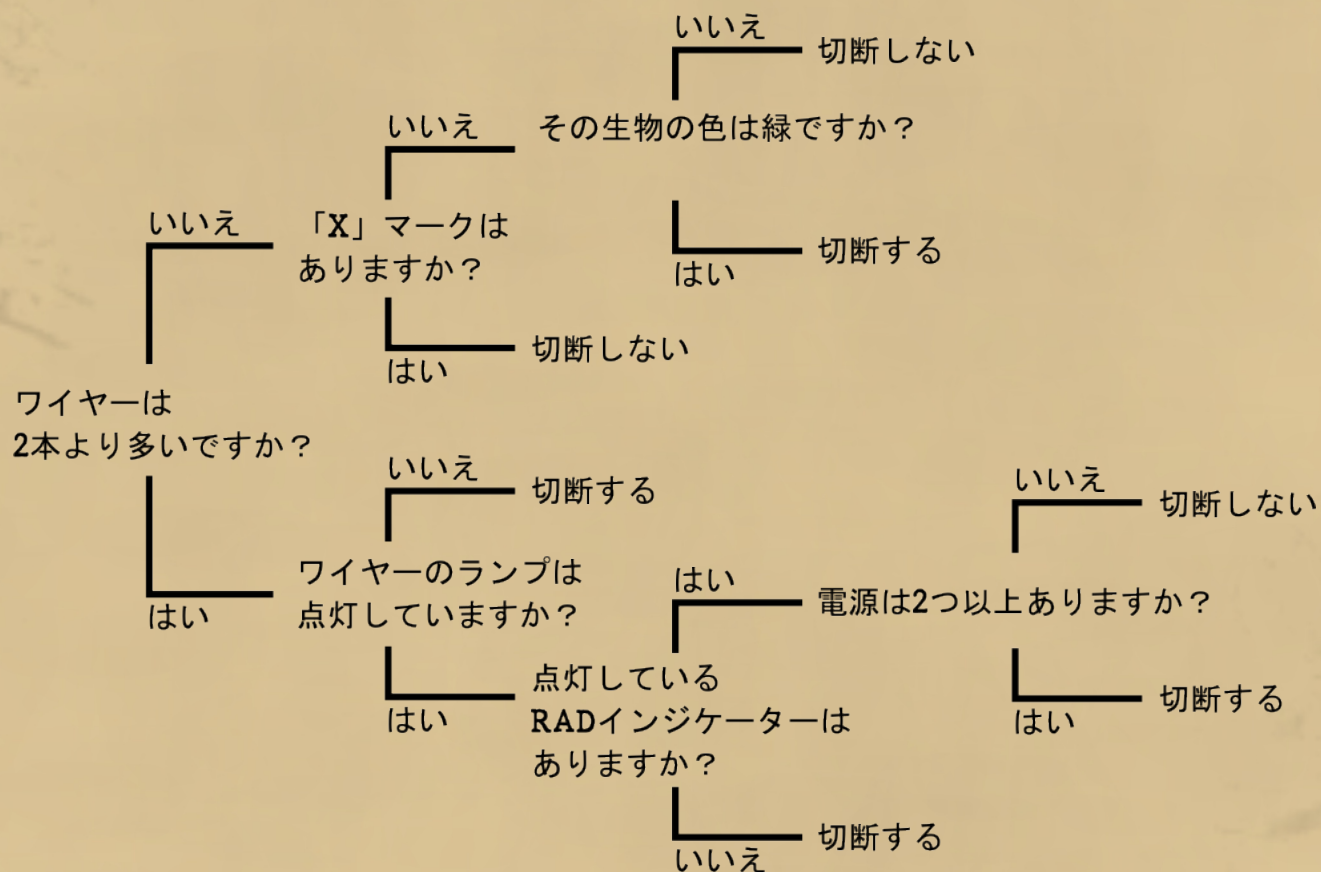 いいえ
切断しない
いいえ
その生物の色は緑ですか？
いいえ
「X」マークは
ありますか？
切断する
はい
切断しない
はい
ワイヤーは
2本より多いですか？
いいえ
切断する
いいえ
切断しない
ワイヤーのランプは
点灯していますか？
はい
はい
電源は2つ以上ありますか？
点灯している
RADインジケーターは
ありますか？
はい
切断する
はい
切断する
いいえ